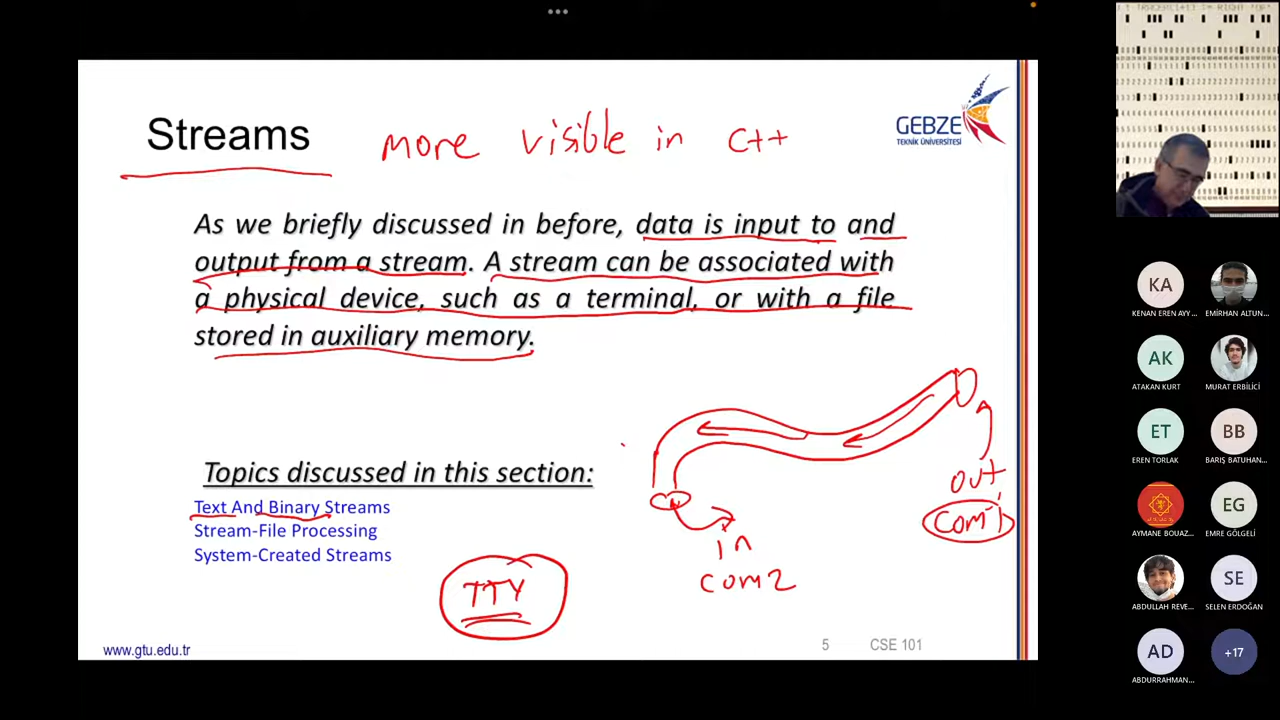 Streams more visible in C++
GEBZE
TEKNİK ÜNİVERSİTESİ
As we briefly discussed in before, data is input to and
output from a stream. A stream can be associated with
a physical device, such as a terminal, or with a file
stored in auxiliary memory.
Topics discussed in this section:
Text And Binary Streams
Stream-File Processing
System-Created Streams
TTY
out
com1
in
com2
www.gtu.edu.tr
5
CSE 101
KA
KENAN EREN AYY...
EMİRHAN ALTUN...
AK
ATAKAN KURT
MURAT ERBİLİCİ
ET
EREN TORLAK
BB
BARIŞ BATUHAN...
AYMANE BOUAZ...
EG
EMRE GÖLGELİ
ABDULLAH REVE...
SE
SELEN ERDOĞAN
AD
ABDURRAHMAN...
+17